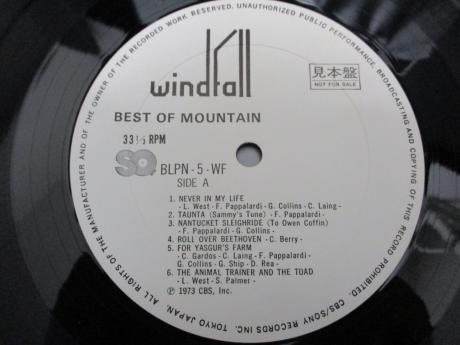 windfall
BEST OF MOUNTAIN
見本盤
NOT FOR SALE
33⅓ RPM
SQ
BLPN・5・WF
SIDE A
1. NEVER IN MY LIFE
- L. West・F. Pappalardi・G. Collins・C. Laing -
2. TAUNTA (Sammy's Tune) - F. Pappalardi -
3. NANTUCKET SLEIGHRIDE (To Owen Coffin)
- F. Pappalardi・G. Collins -
4. ROLL OVER BEETHOVEN - C. Berry -
5. FOR YASGUR'S FARM
- C. Gardos・C. Laing・F. Pappalardi・
G. Collins・G. Ship・D. Rea -
6. THE ANIMAL TRAINER AND THE TOAD
- L. West・S. Palmer -
Ⓟ 1973 CBS, Inc.
ALL RIGHTS OF THE MANUFACTURER AND OF THE OWNER OF THE RECORDED WORK RESERVED. UNAUTHORIZED PUBLIC PERFORMANCE, BROADCASTING AND COPYING OF THIS RECORD PROHIBITED. CBS/SONY RECORDS INC. TOKYO JAPAN.